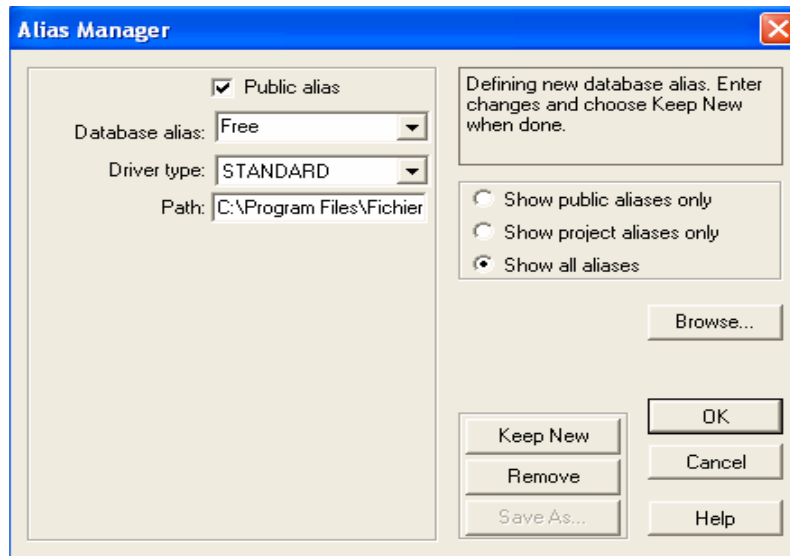 Alias Manager
Public alias
Database alias: Free
Driver type: STANDARD
Path: C:\Program Files\Fichier
Defining new database alias. Enter
changes and choose Keep New
when done.
Show public aliases only
Show project aliases only
Show all aliases
Browse...
Keep New
Remove
Save As...
OK
Cancel
Help